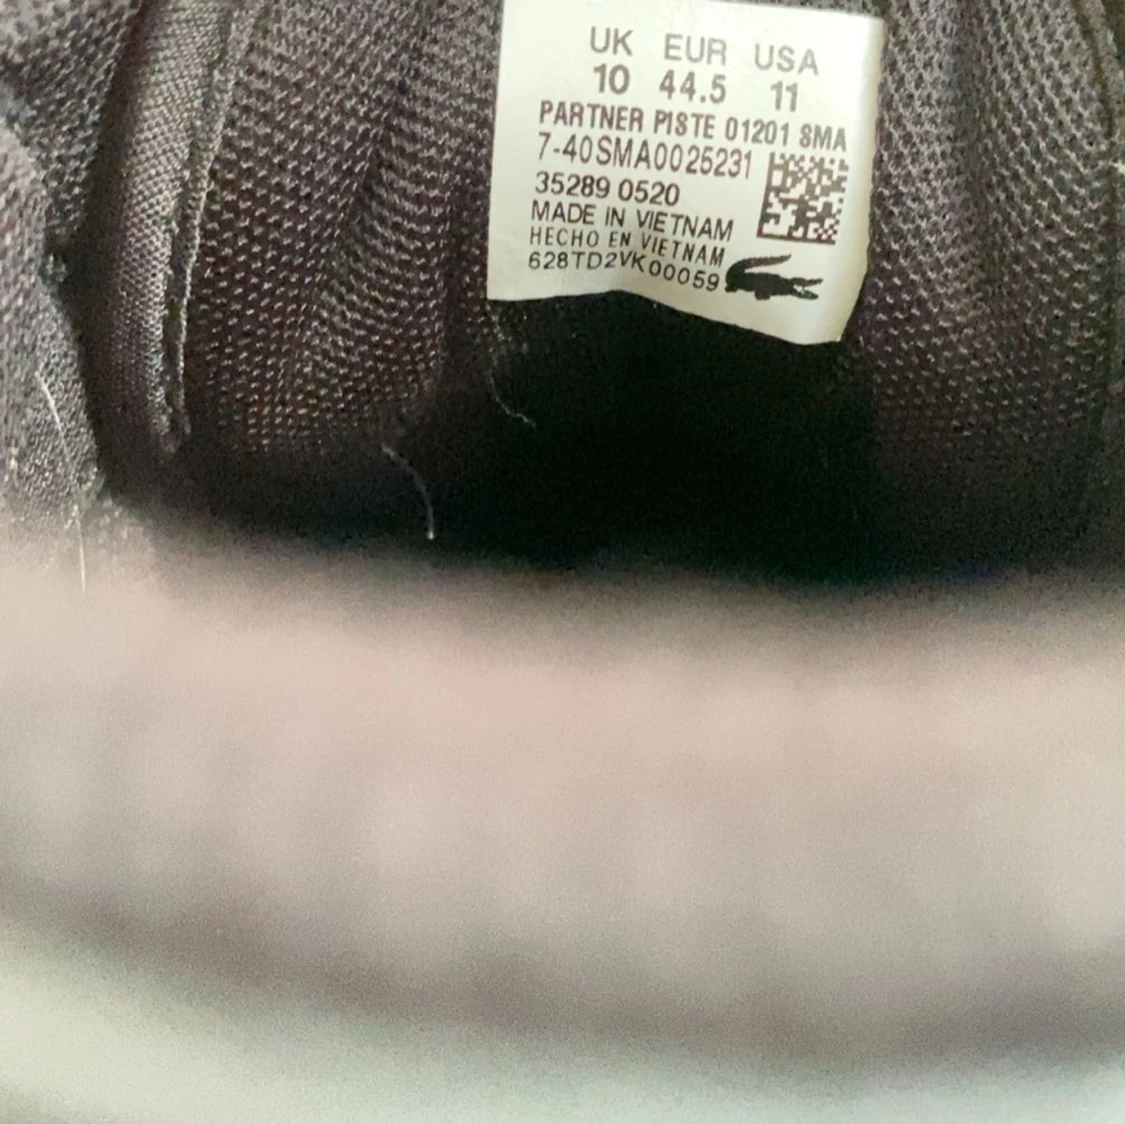 UK EUR USA
10 44.5 11
PARTNER PISTE 01201 SMA
7-40SMA0025231
35289 0520
MADE IN VIETNAM
HECHO EN VIETNAM
628TD2VK00059